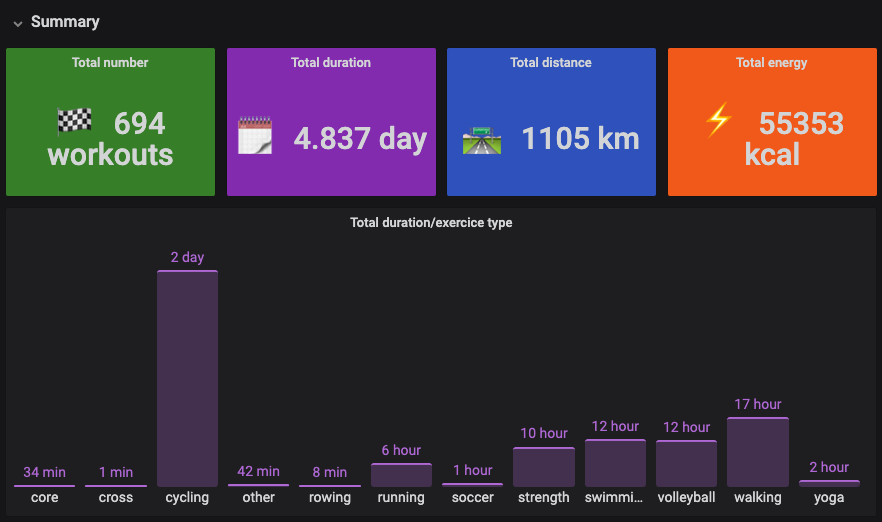 Summary
Total number
Total duration
Total distance
Total energy
694
workouts
4.837 day
1105 km
55353
kcal
Total duration/exercice type
2 day
17 hour
12 hour
12 hour
10 hour
6 hour
34 min
1 min
42 min
8 min
1 hour
2 hour
core
cross
cycling
other
rowing
running
soccer
strength
swimmi...
volleyball
walking
yoga